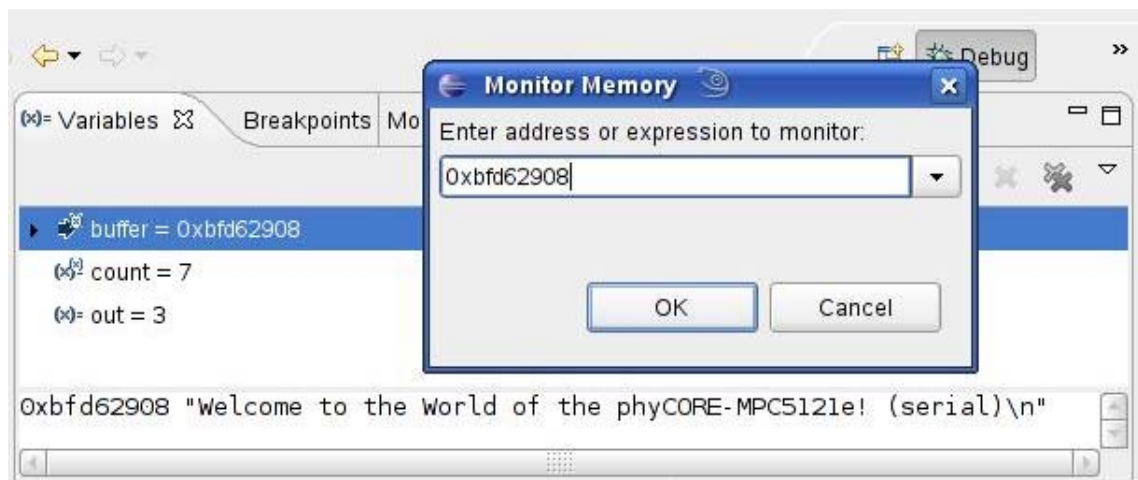 Debug
»
Monitor Memory
(x)= Variables
Breakpoints
Mo
Enter address or expression to monitor:
0xbfd62908
buffer = 0xbfd62908
(x)= count = 7
(x)= out = 3
OK
Cancel
0xbfd62908 "Welcome to the World of the phyCORE-MPC5121e! (serial)\n"